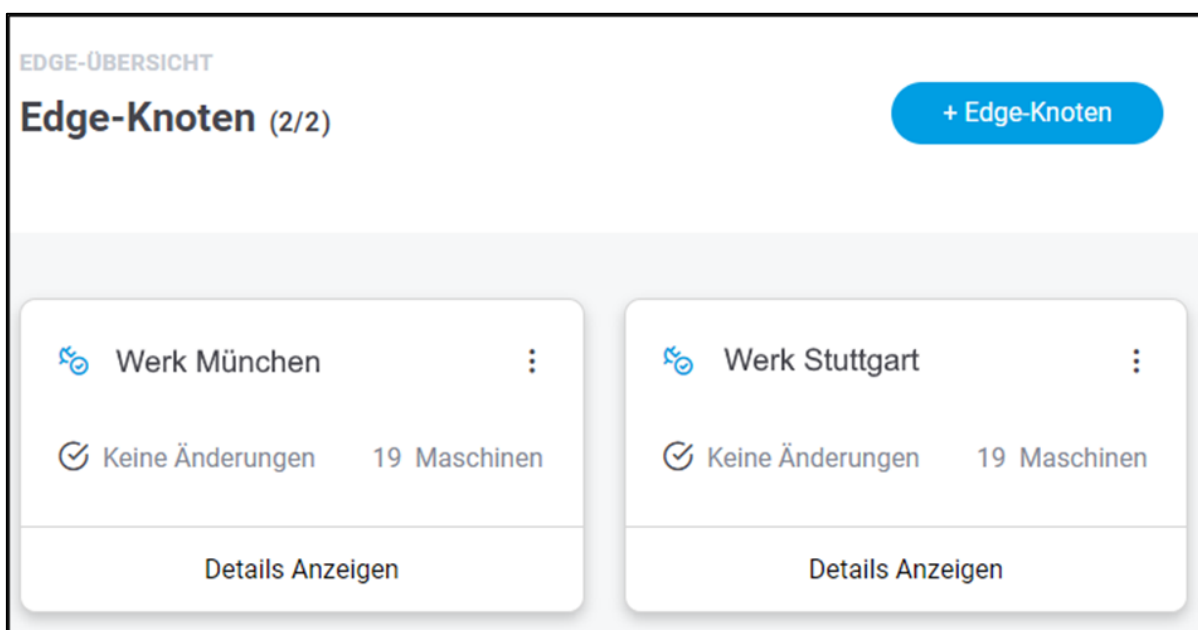 EDGE-ÜBERSICHT
Edge-Knoten (2/2)
+ Edge-Knoten
Werk München
Werk Stuttgart
Keine Änderungen 19 Maschinen
Keine Änderungen 19 Maschinen
Details Anzeigen
Details Anzeigen